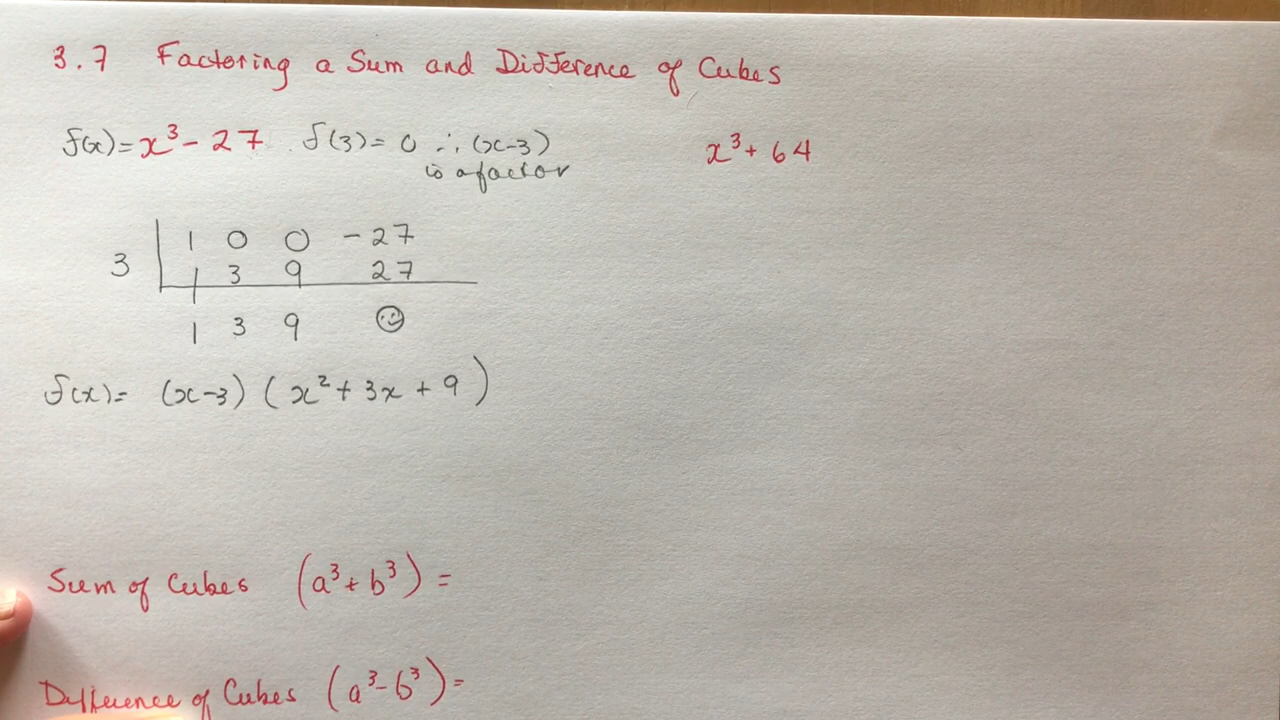 3.7 Factoring a Sum and Difference of Cubes
f(x) = x³ - 27 f(3) = 0 ∴ (x-3)
is a factor
x³ + 64
1 0 0 -27
3
1 3 9 27
1 3 9 ☺
f(x) = (x-3) (x² + 3x + 9)
Sum of Cubes (a³ + b³) =
Difference of Cubes (a³ - b³) =